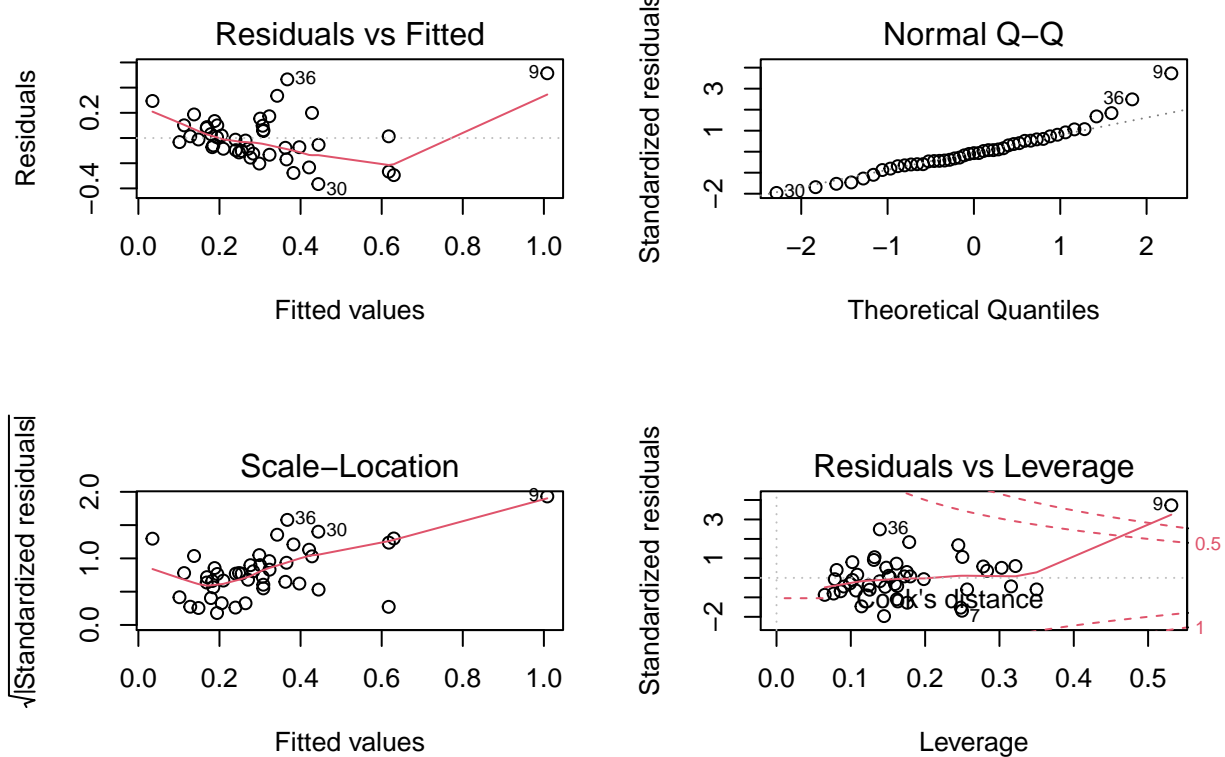 Residuals vs Fitted
Residuals
0.2
−0.4
36
9
30
0.0 0.2 0.4 0.6 0.8 1.0
Fitted values
Normal Q−Q
Standardized residuals
3
1
−2
9
36
30
−2 −1 0 1 2
Theoretical Quantiles
Scale−Location
√|Standardized residuals|
2.0
1.0
0.0
9
36
30
0.0 0.2 0.4 0.6 0.8 1.0
Fitted values
Residuals vs Leverage
Standardized residuals
3
1
−2
9
36
0.5
Cook's distance
7
1
0.0 0.1 0.2 0.3 0.4 0.5
Leverage